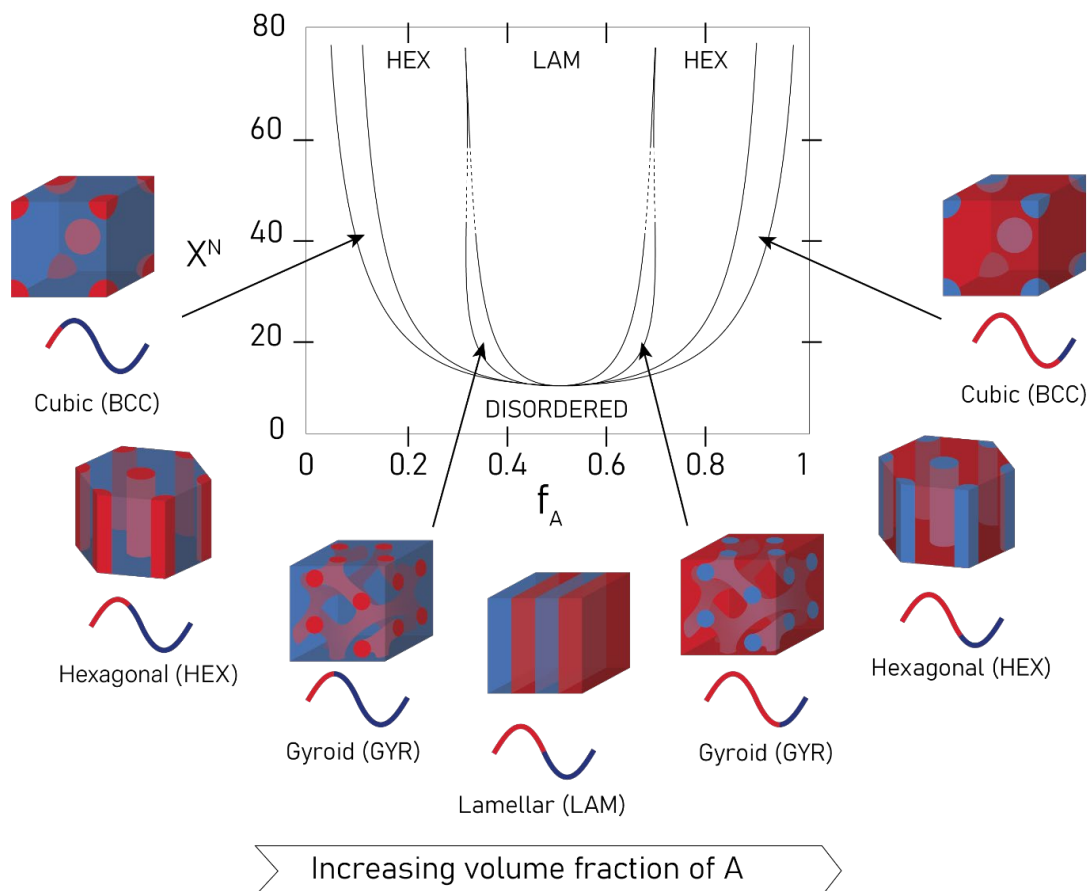 80
HEX
LAM
HEX
60
40
X^N
20
0
DISORDERED
0
0.2
0.4
0.6
0.8
1
f_A
Cubic (BCC)
Cubic (BCC)
Hexagonal (HEX)
Hexagonal (HEX)
Gyroid (GYR)
Gyroid (GYR)
Lamellar (LAM)
Increasing volume fraction of A